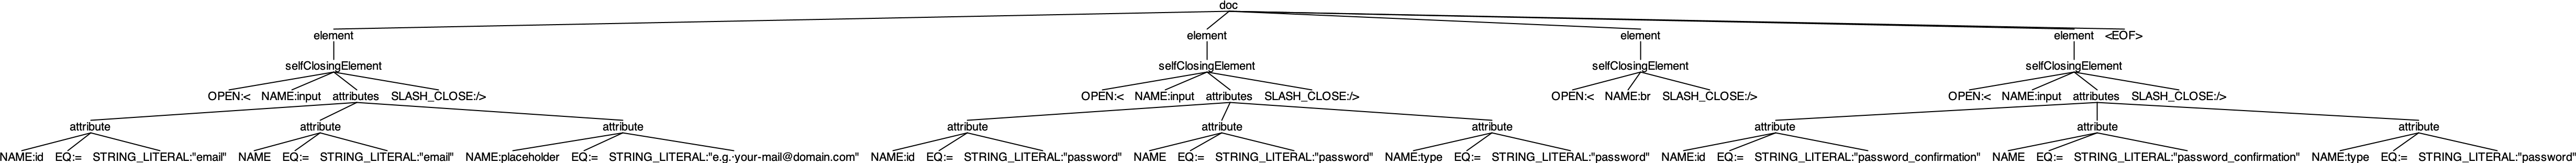 doc
element element element element <EOF>
selfClosingElement selfClosingElement selfClosingElement selfClosingElement
OPEN:< NAME:input attributes SLASH_CLOSE:/> OPEN:< NAME:input attributes SLASH_CLOSE:/> OPEN:< NAME:br SLASH_CLOSE:/> OPEN:< NAME:input attributes SLASH_CLOSE:/>
attribute attribute attribute attribute attribute attribute attribute attribute attribute
NAME:id EQ:= STRING_LITERAL:"email" NAME EQ:= STRING_LITERAL:"email" NAME:placeholder EQ:= STRING_LITERAL:"e.g.·your-mail@domain.com" NAME:id EQ:= STRING_LITERAL:"password" NAME EQ:= STRING_LITERAL:"password" NAME:type EQ:= STRING_LITERAL:"password" NAME:id EQ:= STRING_LITERAL:"password_confirmation" NAME EQ:= STRING_LITERAL:"password_confirmation" NAME:type EQ:= STRING_LITERAL:"password